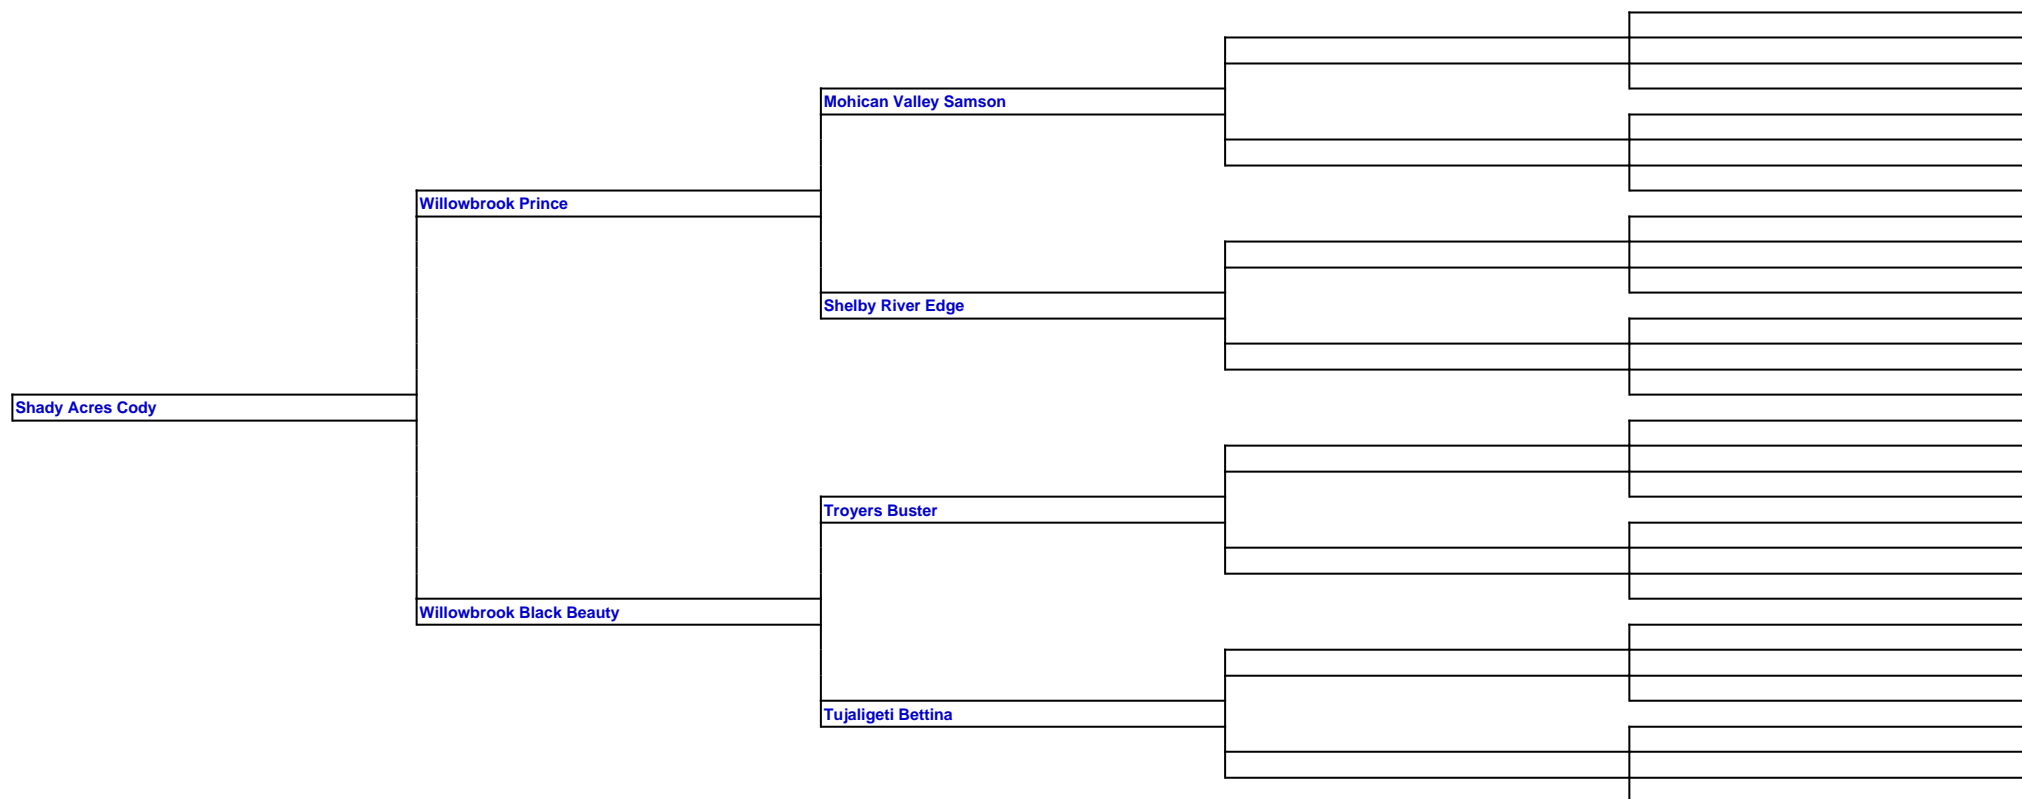 Mohican Valley Samson
Willowbrook Prince
Shelby River Edge
Shady Acres Cody
Troyers Buster
Willowbrook Black Beauty
Tujaligeti Bettina